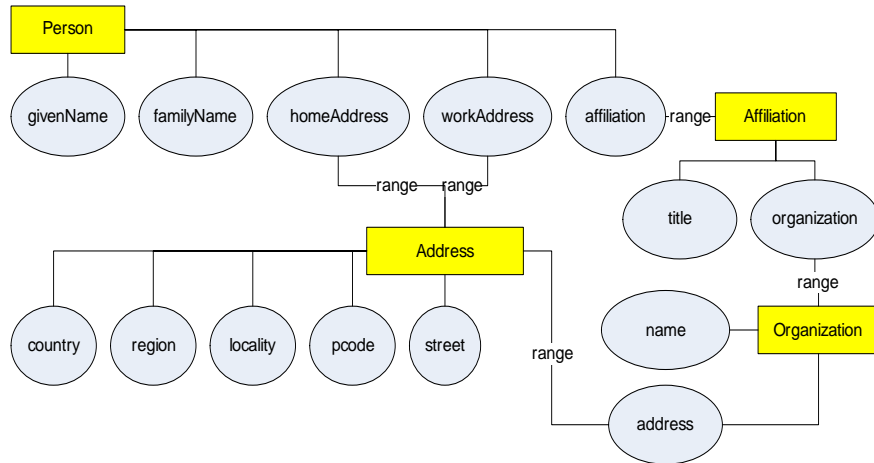 Person
givenName
familyName
homeAddress
workAddress
affiliation
range
Affiliation
range
range
title
organization
Address
range
country
region
locality
pcode
street
name
Organization
range
address